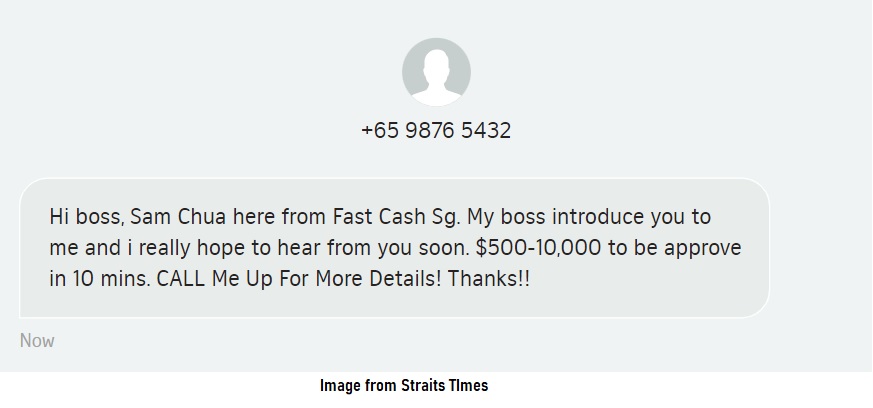 +65 9876 5432
Hi boss, Sam Chua here from Fast Cash Sg. My boss introduce you to
me and i really hope to hear from you soon. $500-10,000 to be approve
in 10 mins. CALL Me Up For More Details! Thanks!!
Now
Image from Straits TImes